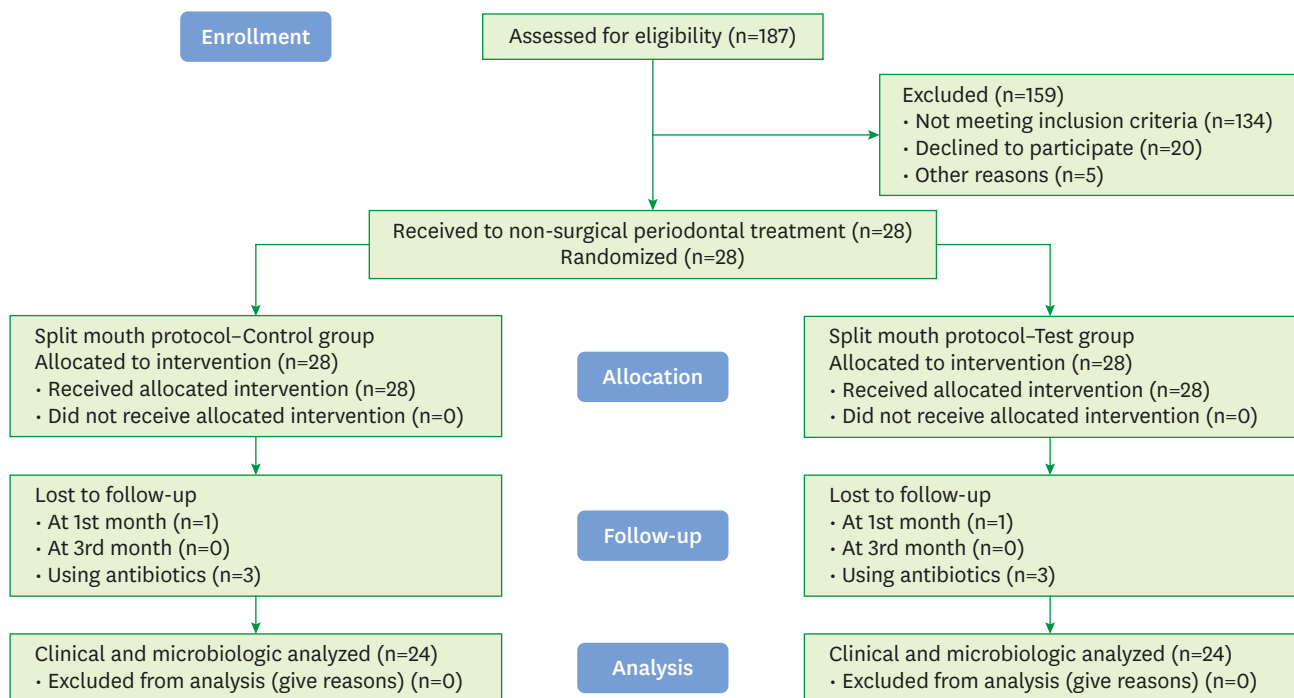 Enrollment
Assessed for eligibility (n=187)
Excluded (n=159)
• Not meeting inclusion criteria (n=134)
• Declined to participate (n=20)
• Other reasons (n=5)
Received to non-surgical periodontal treatment (n=28)
Randomized (n=28)
Split mouth protocol–Control group
Allocated to intervention (n=28)
• Received allocated intervention (n=28)
• Did not receive allocated intervention (n=0)
Allocation
Split mouth protocol–Test group
Allocated to intervention (n=28)
• Received allocated intervention (n=28)
• Did not receive allocated intervention (n=0)
Lost to follow-up
• At 1st month (n=1)
• At 3rd month (n=0)
• Using antibiotics (n=3)
Follow-up
Lost to follow-up
• At 1st month (n=1)
• At 3rd month (n=0)
• Using antibiotics (n=3)
Clinical and microbiologic analyzed (n=24)
• Excluded from analysis (give reasons) (n=0)
Analysis
Clinical and microbiologic analyzed (n=24)
• Excluded from analysis (give reasons) (n=0)